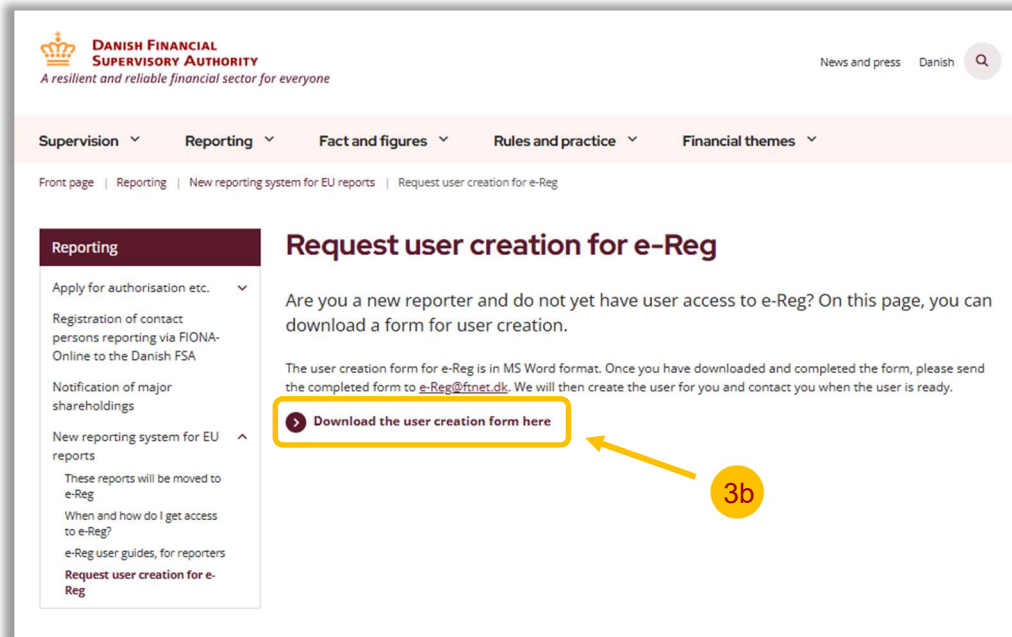 DANISH FINANCIAL
SUPERVISORY AUTHORITY
A resilient and reliable financial sector for everyone
News and press Danish
Supervision Reporting Fact and figures Rules and practice Financial themes
Front page | Reporting | New reporting system for EU reports | Request user creation for e-Reg
Reporting
Apply for authorisation etc.
Registration of contact
persons reporting via FIONA-
Online to the Danish FSA
Notification of major
shareholdings
New reporting system for EU
reports
These reports will be moved to
e-Reg
When and how do I get access
to e-Reg?
e-Reg user guides, for reporters
Request user creation for e-
Reg
Request user creation for e-Reg
Are you a new reporter and do not yet have user access to e-Reg? On this page, you can
download a form for user creation.
The user creation form for e-Reg is in MS Word format. Once you have downloaded and completed the form, please send
the completed form to e-Reg@ftnet.dk. We will then create the user for you and contact you when the user is ready.
Download the user creation form here
3b